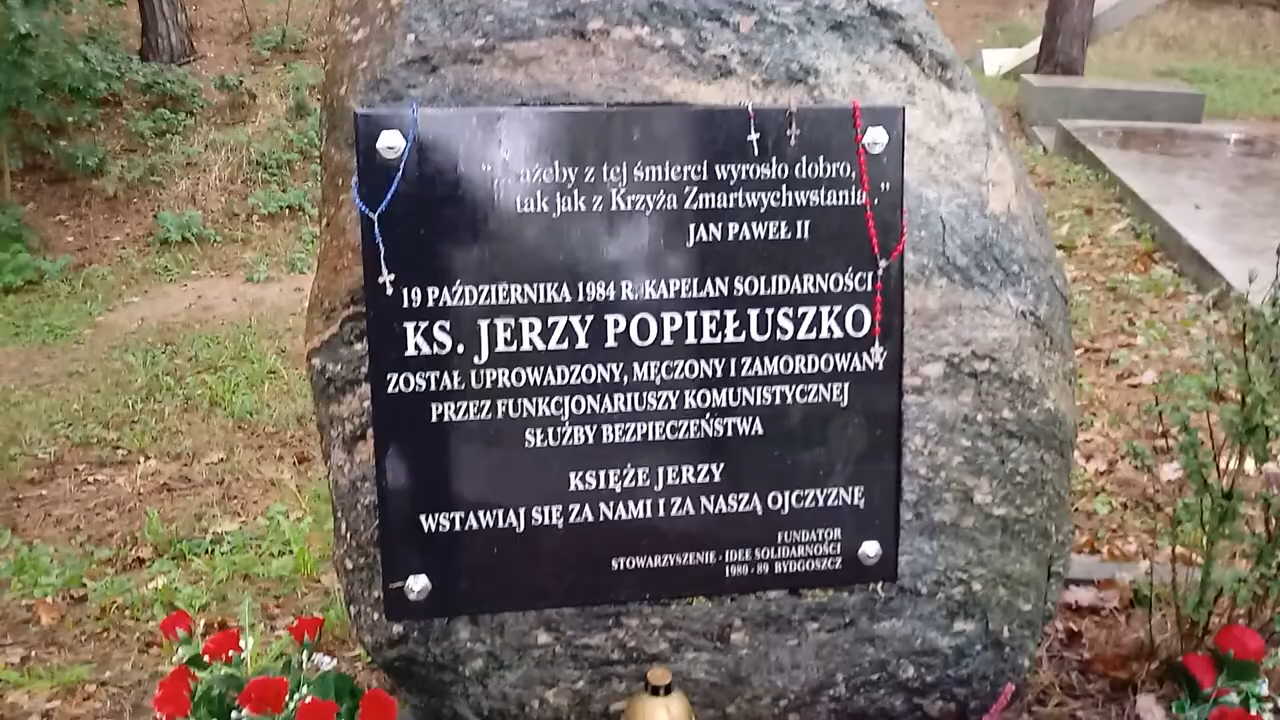 "... ażeby z tej śmierci wyrosło dobro,
tak jak z Krzyża Zmartwychwstanie."
JAN PAWEŁ II
19 PAŹDZIERNIKA 1984 R. KAPELAN SOLIDARNOŚCI
KS. JERZY POPIEŁUSZKO
ZOSTAŁ UPROWADZONY, MĘCZONY I ZAMORDOWANY
PRZEZ FUNKCJONARIUSZY KOMUNISTYCZNEJ
SŁUŻBY BEZPIECZEŃSTWA
KSIĘŻE JERZY
WSTAWIAJ SIĘ ZA NAMI I ZA NASZĄ OJCZYZNĘ
FUNDATOR
STOWARZYSZENIE - IDEE SOLIDARNOŚCI
1980 - 89 BYDGOSZCZ